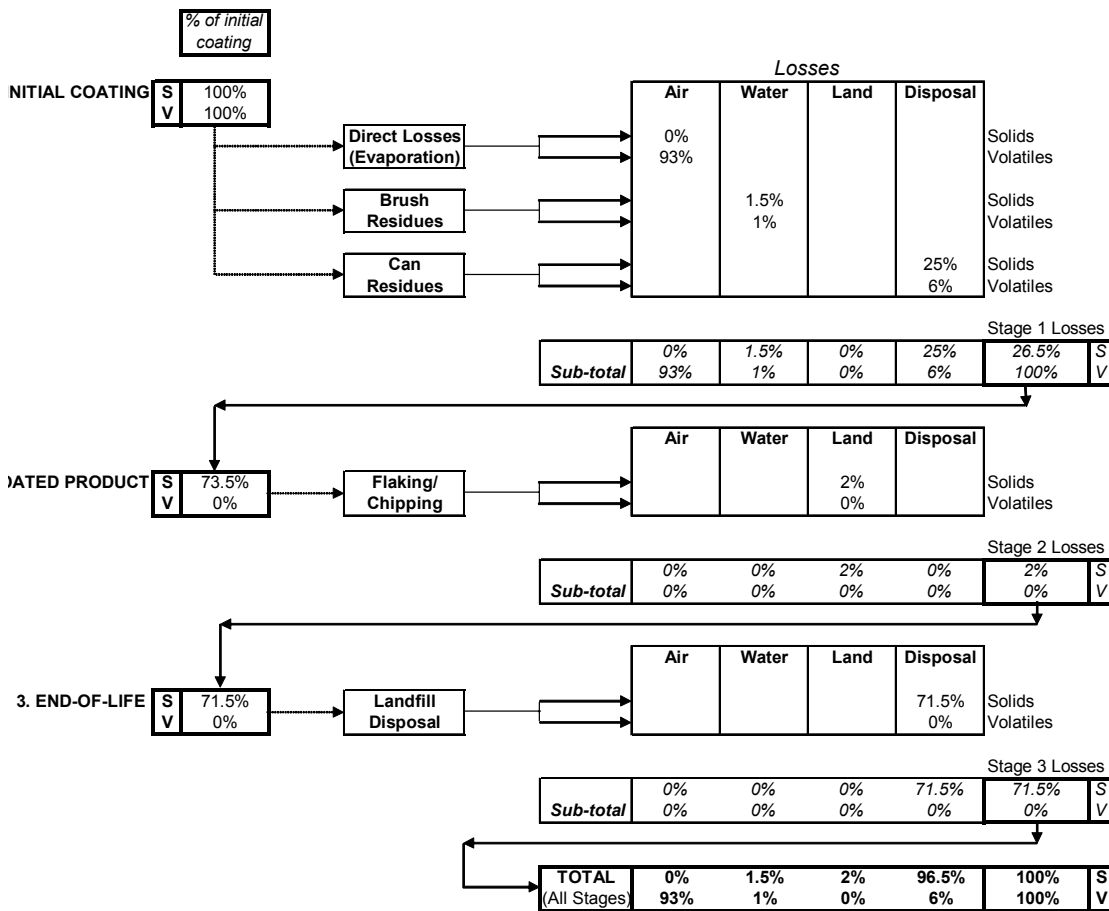 % of initial
coating
Losses
NITIAL COATING S 100%
V 100%
Air Water Land Disposal
Direct Losses 0% Solids
(Evaporation) 93% Volatiles
Brush 1.5% Solids
Residues 1% Volatiles
Can 25% Solids
Residues 6% Volatiles
Stage 1 Losses
0% 1.5% 0% 25% 26.5% S
Sub-total 93% 1% 0% 6% 100% V
Air Water Land Disposal
DATED PRODUCT S 73.5% Flaking/ 2% Solids
V 0% Chipping 0% Volatiles
Stage 2 Losses
0% 0% 2% 0% 2% S
Sub-total 0% 0% 0% 0% 0% V
Air Water Land Disposal
3. END-OF-LIFE S 71.5% Landfill 71.5% Solids
V 0% Disposal 0% Volatiles
Stage 3 Losses
0% 0% 0% 71.5% 71.5% S
Sub-total 0% 0% 0% 0% 0% V
TOTAL 0% 1.5% 2% 96.5% 100% S
(All Stages) 93% 1% 0% 6% 100% V